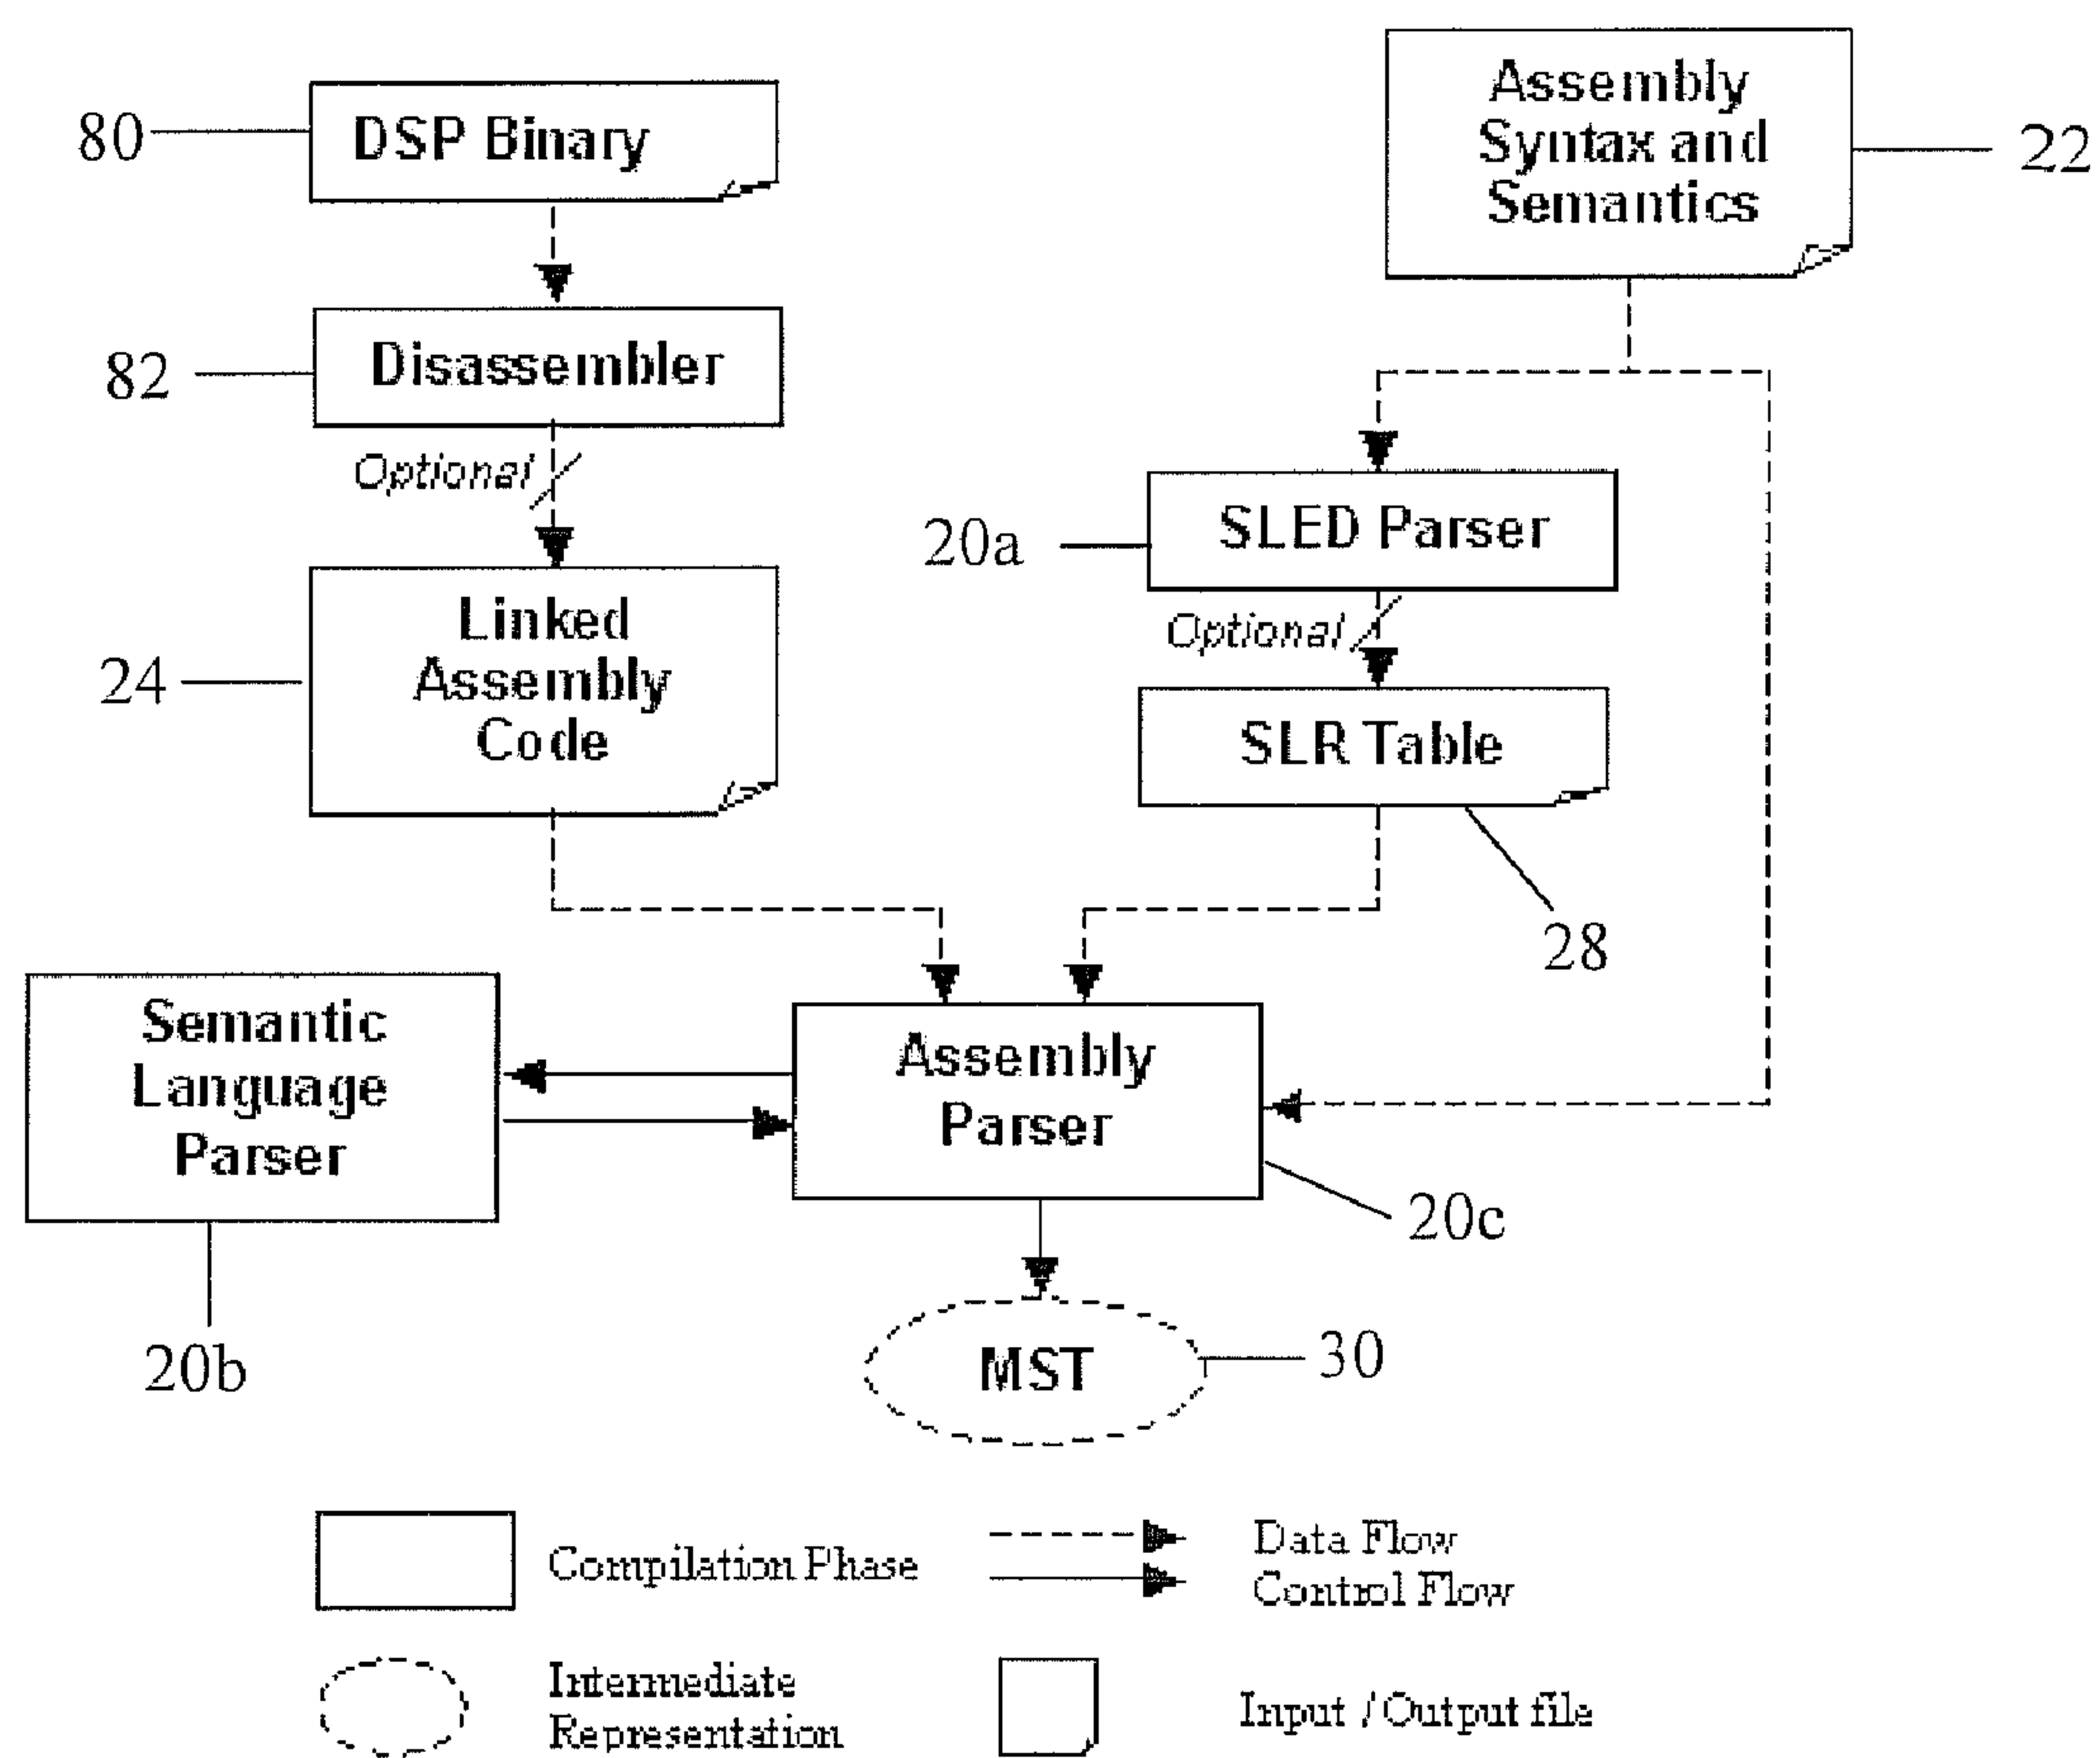 80
DSP Binary
Assembly
Syntax and
Semantics
22
82
Disassembler
Optional
20a
SLED Parser
Optional
24
Linked
Assembly
Code
SLR Table
28
Semantic
Language
Parser
Assembly
Parser
20c
20b
MST
30
Compilation Phase
Data Flow
Control Flow
Intermediate
Representation
Input / Output file